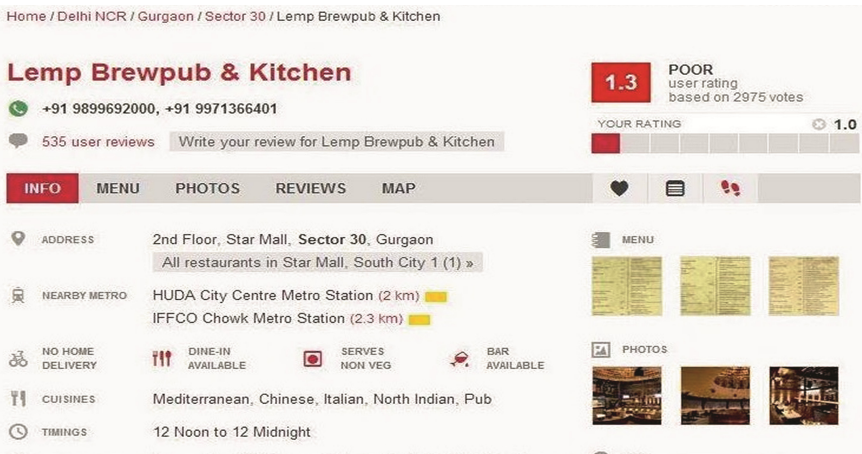 Home / Delhi NCR / Gurgaon / Sector 30 / Lemp Brewpub & Kitchen
Lemp Brewpub & Kitchen
+91 9899692000, +91 9971366401
535 user reviews Write your review for Lemp Brewpub & Kitchen
1.3
POOR
user rating
based on 2975 votes
YOUR RATING 1.0
INFO MENU PHOTOS REVIEWS MAP
ADDRESS
2nd Floor, Star Mall, Sector 30, Gurgaon
All restaurants in Star Mall, South City 1 (1) »
NEARBY METRO
HUDA City Centre Metro Station (2 km)
IFFCO Chowk Metro Station (2.3 km)
NO HOME
DELIVERY
DINE-IN
AVAILABLE
SERVES
NON VEG
BAR
AVAILABLE
CUISINES
Mediterranean, Chinese, Italian, North Indian, Pub
TIMINGS
12 Noon to 12 Midnight
MENU
PHOTOS